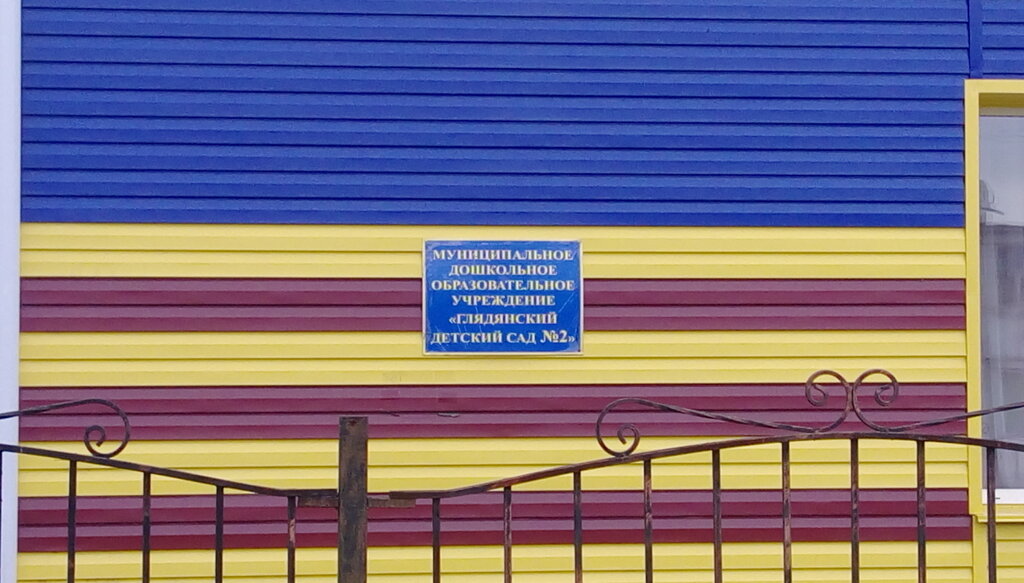 МУНИЦИПАЛЬНОЕ
ДОШКОЛЬНОЕ
ОБРАЗОВАТЕЛЬНОЕ
УЧРЕЖДЕНИЕ
«ГЛЯДЯНСКИЙ
ДЕТСКИЙ САД №2»